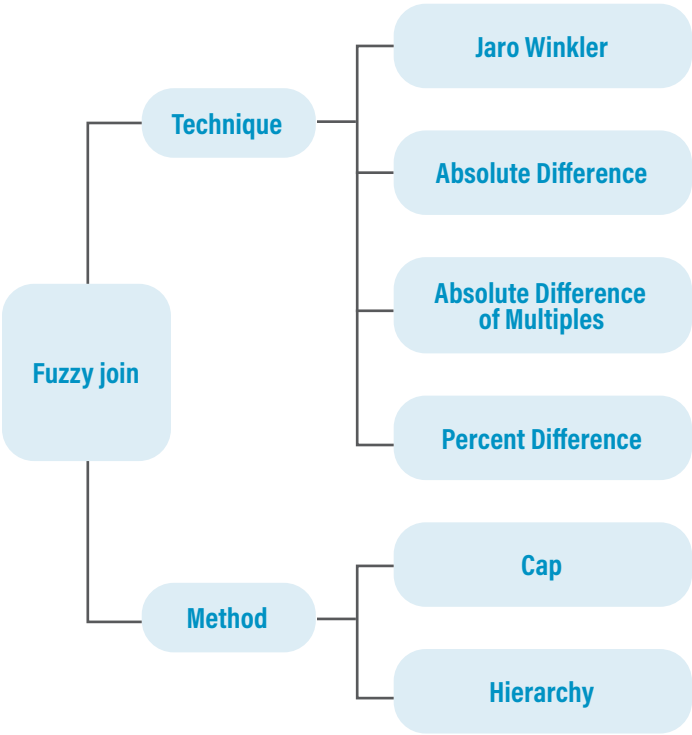 Jaro Winkler
Technique
Absolute Difference
Absolute Difference
of Multiples
Fuzzy join
Percent Difference
Cap
Method
Hierarchy